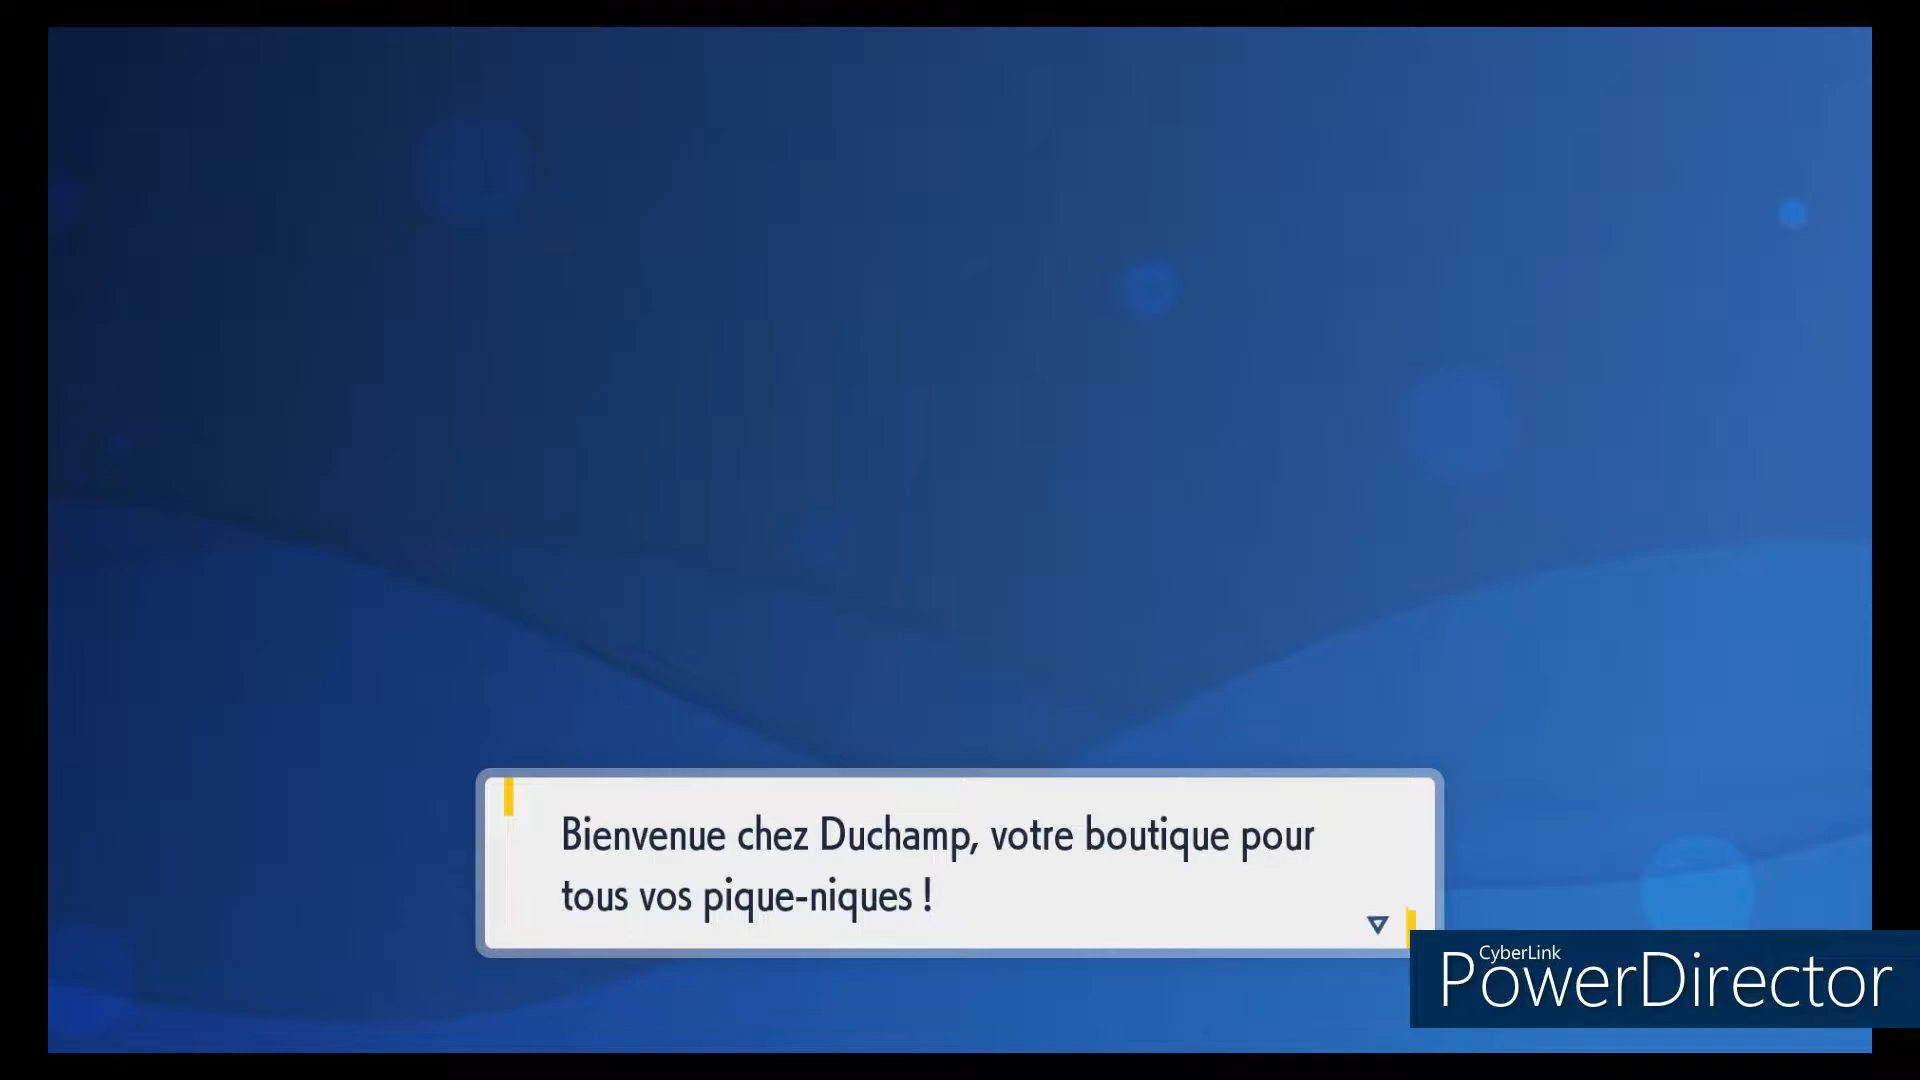 Bienvenue chez Duchamp, votre boutique pour
tous vos pique-niques !
CyberLink
PowerDirector